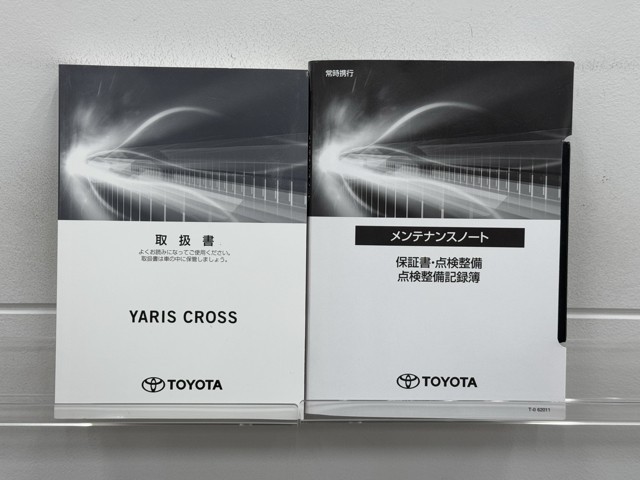 取扱書
よくお読みになってご使用ください。
取扱書は車の中に保管しましょう。
YARIS CROSS
TOYOTA
常時携行
メンテナンスノート
保証書・点検整備
点検整備記録簿
TOYOTA